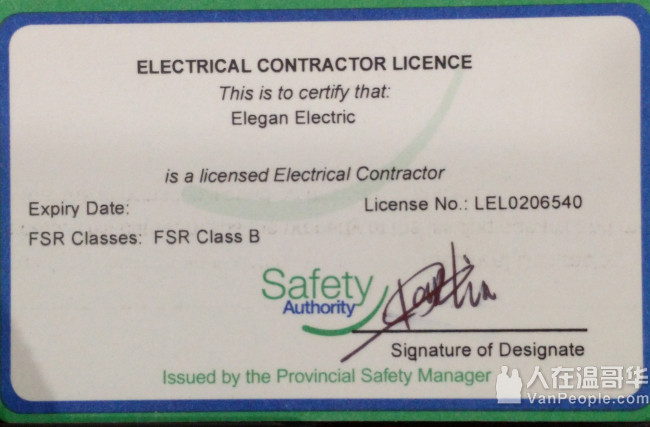 ELECTRICAL CONTRACTOR LICENCE
This is to certify that:
Elegan Electric
is a licensed Electrical Contractor
Expiry Date:
License No.: LEL0206540
FSR Classes: FSR Class B
Safety
Authority
Signature of Designate
Issued by the Provincial Safety Manager
人在温哥华
VanPeople.com